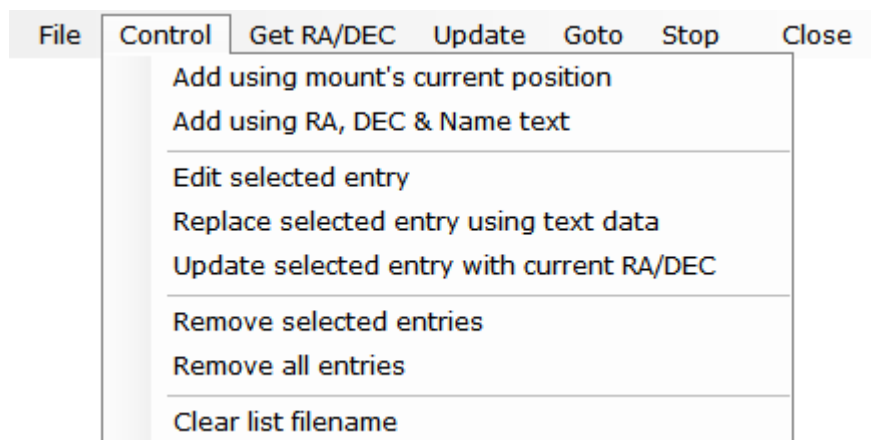 File Control Get RA/DEC Update Goto Stop Close
Add using mount's current position
Add using RA, DEC & Name text
Edit selected entry
Replace selected entry using text data
Update selected entry with current RA/DEC
Remove selected entries
Remove all entries
Clear list filename